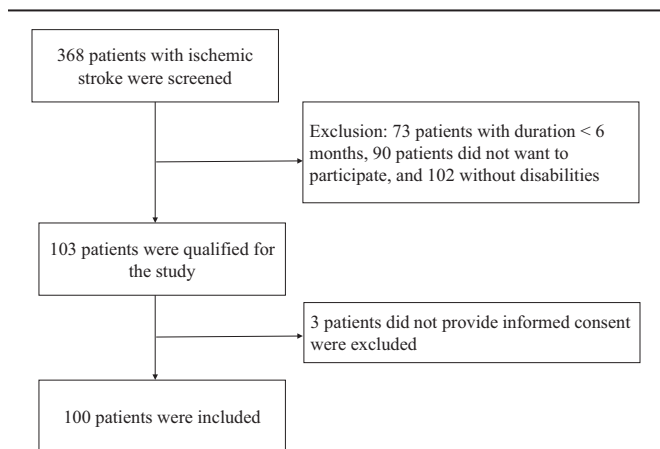 368 patients with ischemic
stroke were screened
Exclusion: 73 patients with duration < 6
months, 90 patients did not want to
participate, and 102 without disabilities
103 patients were qualified for
the study
3 patients did not provide informed consent
were excluded
100 patients were included